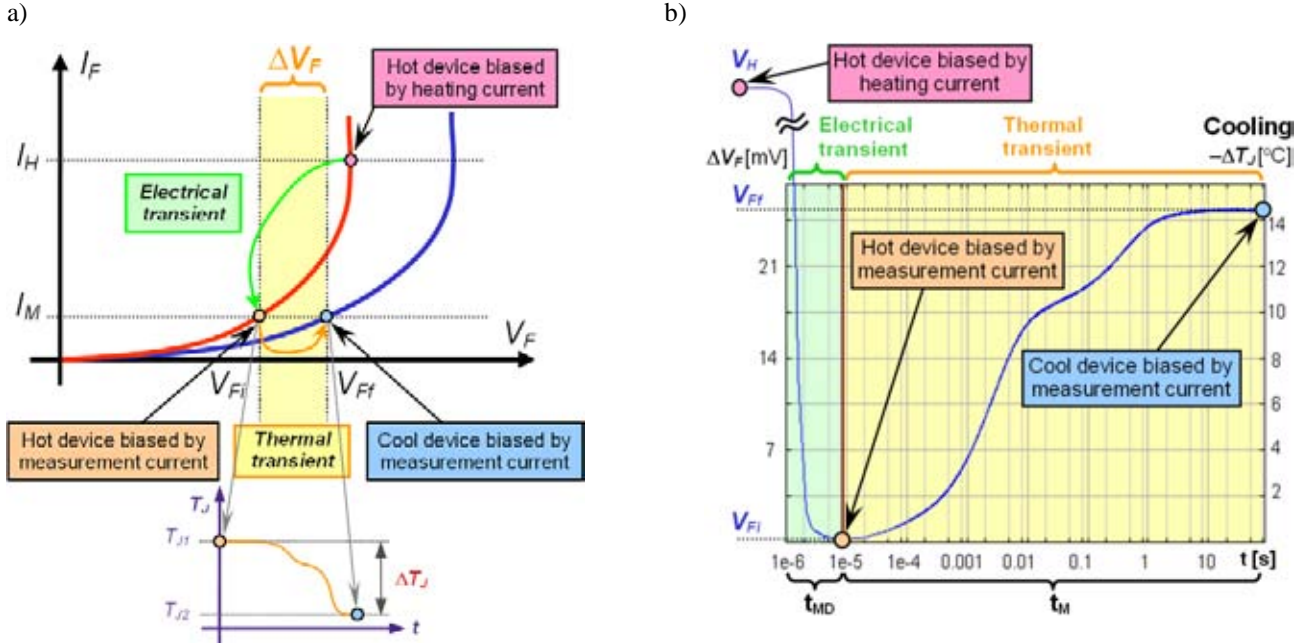 a)
I_F
ΔV_F
Hot device biased
by heating current
I_H
Electrical
transient
I_M
V_F
V_Fi
V_Ff
Hot device biased by
measurement current
Thermal
transient
Cool device biased by
measurement current
T_J
T_J1
ΔT_J
T_J2
t
b)
V_H
Hot device biased by
heating current
Electrical
transient
Thermal
transient
Cooling
ΔV_F [mV]
-ΔT_J [°C]
V_Ff
14
Hot device biased by
measurement current
21
12
10
14
8
Cool device biased by
measurement current
6
7
4
2
V_Fi
1e-6
1e-5
1e-4
0.001
0.01
0.1
1
10
t [s]
t_MD
t_M